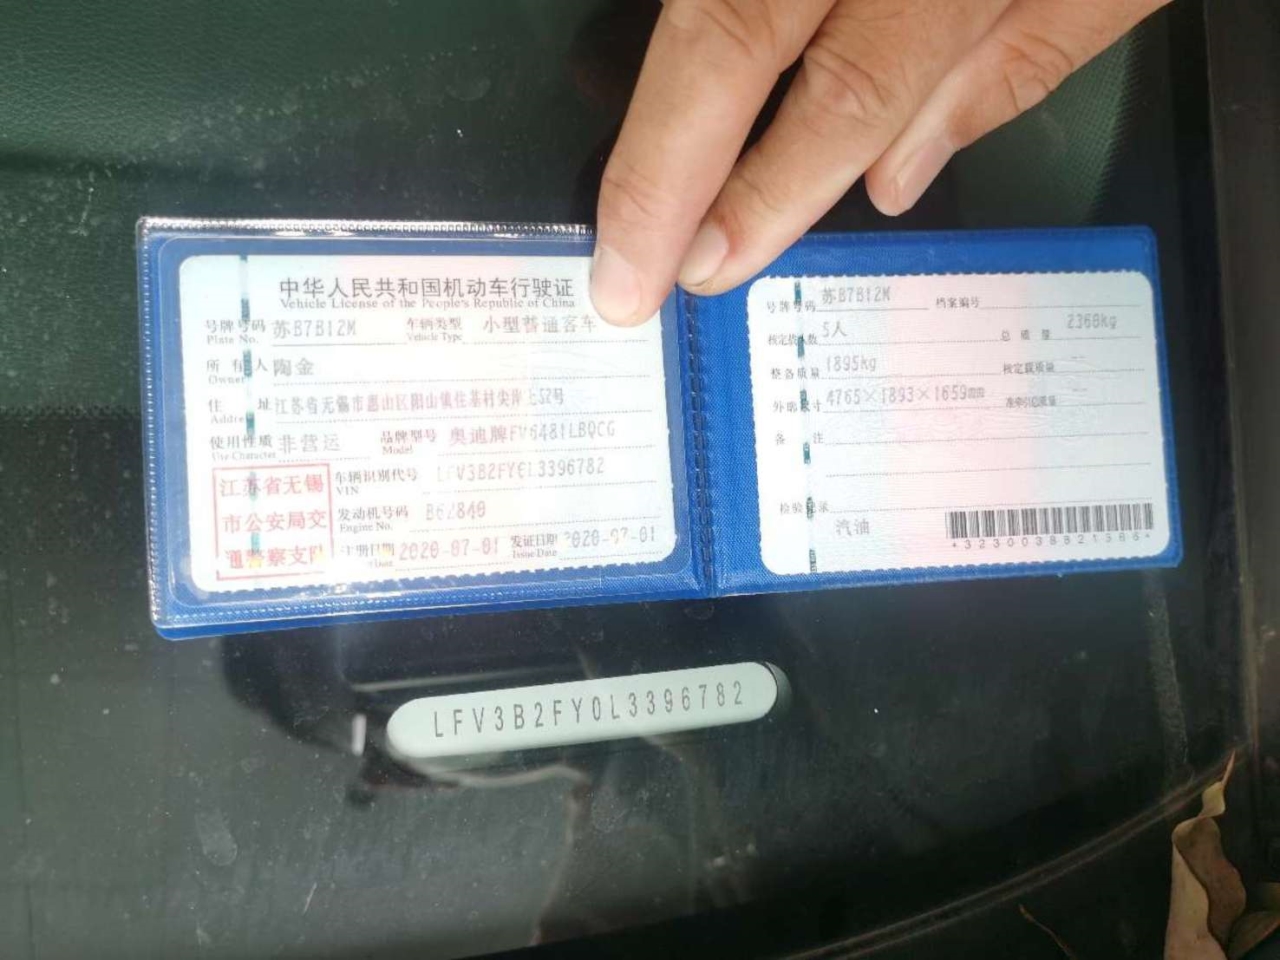 中华人民共和国机动车行驶证
Vehicle License of the People's Republic of China
号牌号码 苏B7B12M 车辆类型 小型普通客车
Plate No. Vehicle Type
所有人 陶金
Owner
住址 江苏省无锡市惠山区阳山镇住基村尖岸上52号
Address
使用性质 非营运 品牌型号 奥迪牌FV6481LBQCG
Use Character Model
江苏省无锡市公安局交通警察支队
车辆识别代号 LFV3B2FY0L3396782
VIN
发动机号码 B62840
Engine No.
注册日期 2020-07-01 发证日期 2020-07-01
Issue Date
号牌号码 苏B7B12M 档案编号
核定载人数 5人 总质量 2360kg
整备质量 1895kg 核定载质量 --
外廓尺寸 4765×1893×1659mm 准牵引总质量 --
备注
检验记录
汽油
LFV3B2FY0L3396782